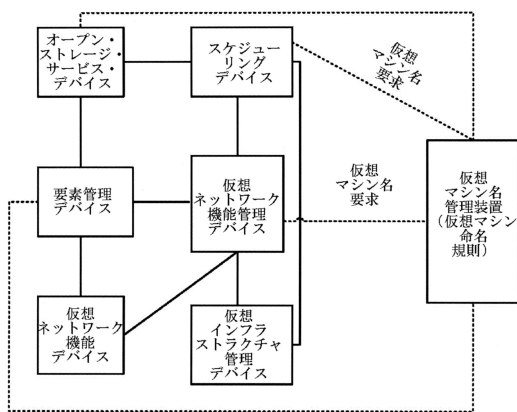 オープン・
ストレージ・
サービス・
デバイス
スケジュー
リング
デバイス
仮想
マシン名
要求
要素管理
デバイス
仮想
ネットワーク
機能管理
デバイス
仮想
マシン名
要求
仮想
マシン名
管理装置
(仮想マシン
命名
規則)
仮想
ネットワーク
機能
デバイス
仮想
インフラ
ストラクチャ
管理
デバイス